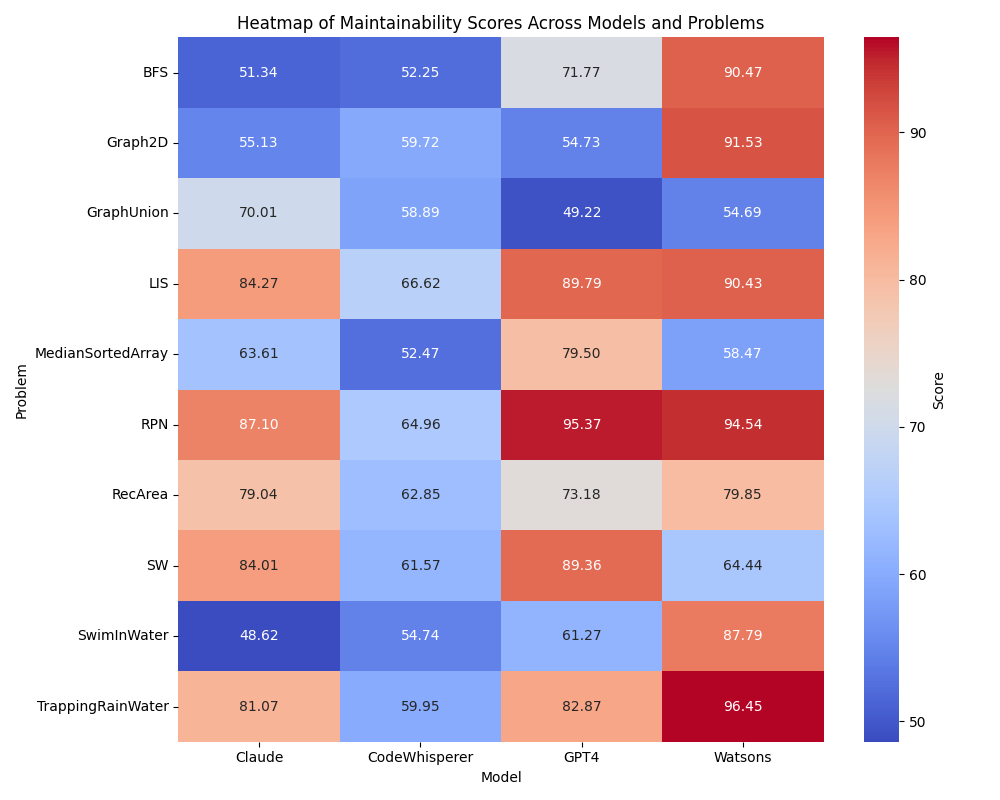 Heatmap of Maintainability Scores Across Models and Problems
BFS 51.34 52.25 71.77 90.47
Graph2D 55.13 59.72 54.73 91.53
GraphUnion 70.01 58.89 49.22 54.69
LIS 84.27 66.62 89.79 90.43
MedianSortedArray 63.61 52.47 79.50 58.47
RPN 87.10 64.96 95.37 94.54
RecArea 79.04 62.85 73.18 79.85
SW 84.01 61.57 89.36 64.44
SwimInWater 48.62 54.74 61.27 87.79
TrappingRainWater 81.07 59.95 82.87 96.45
Claude CodeWhisperer GPT4 Watsons
Model
Problem
90
80
70
60
50
Score